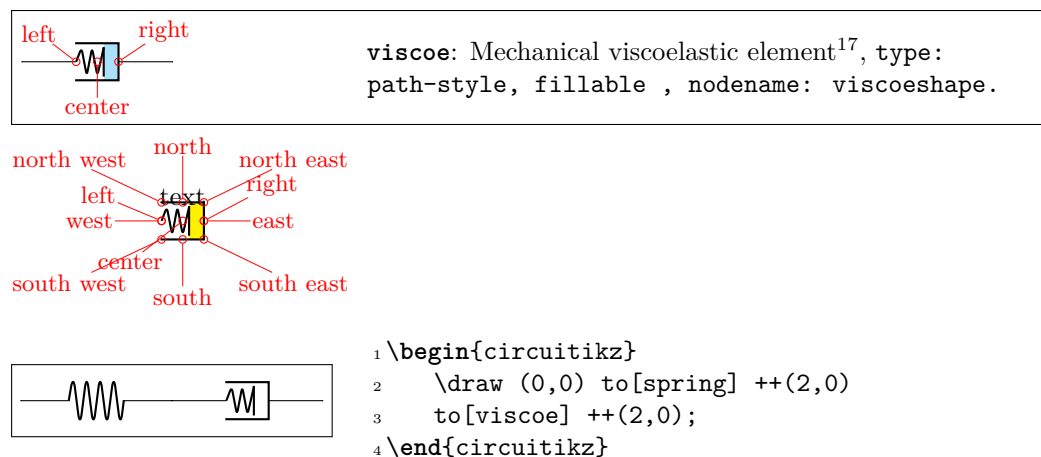 left
right
center
viscoe: Mechanical viscoelastic element17, type:
path-style, fillable , nodename: viscoeshape.
north west
north
north east
left
text
right
west
east
center
south west
south
south east
1 \begin{circuitikz}
2 \draw (0,0) to[spring] ++(2,0)
3 to[viscoe] ++(2,0);
4 \end{circuitikz}